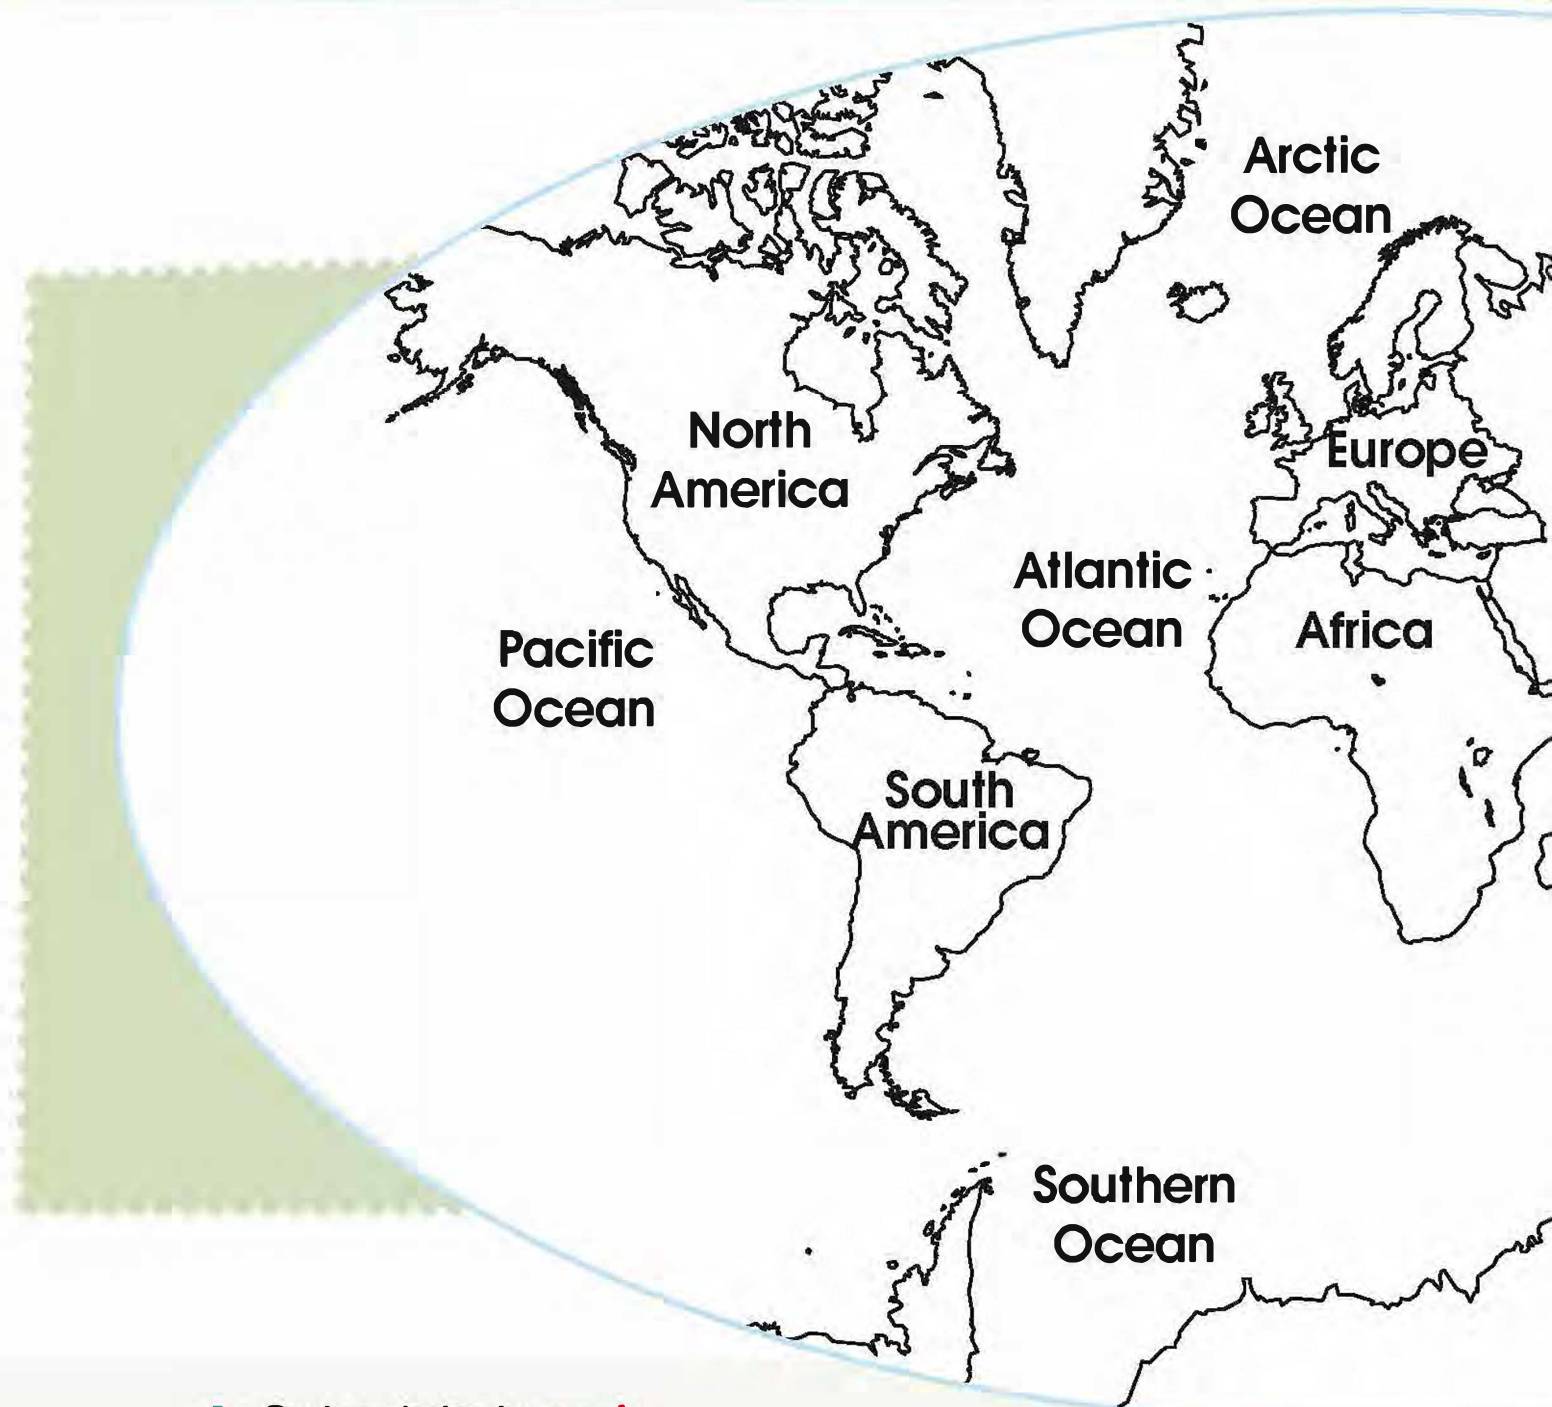 Arctic
Ocean
North
America
Europe
Atlantic
Ocean
Africa
Pacific
Ocean
South
America
Southern
Ocean